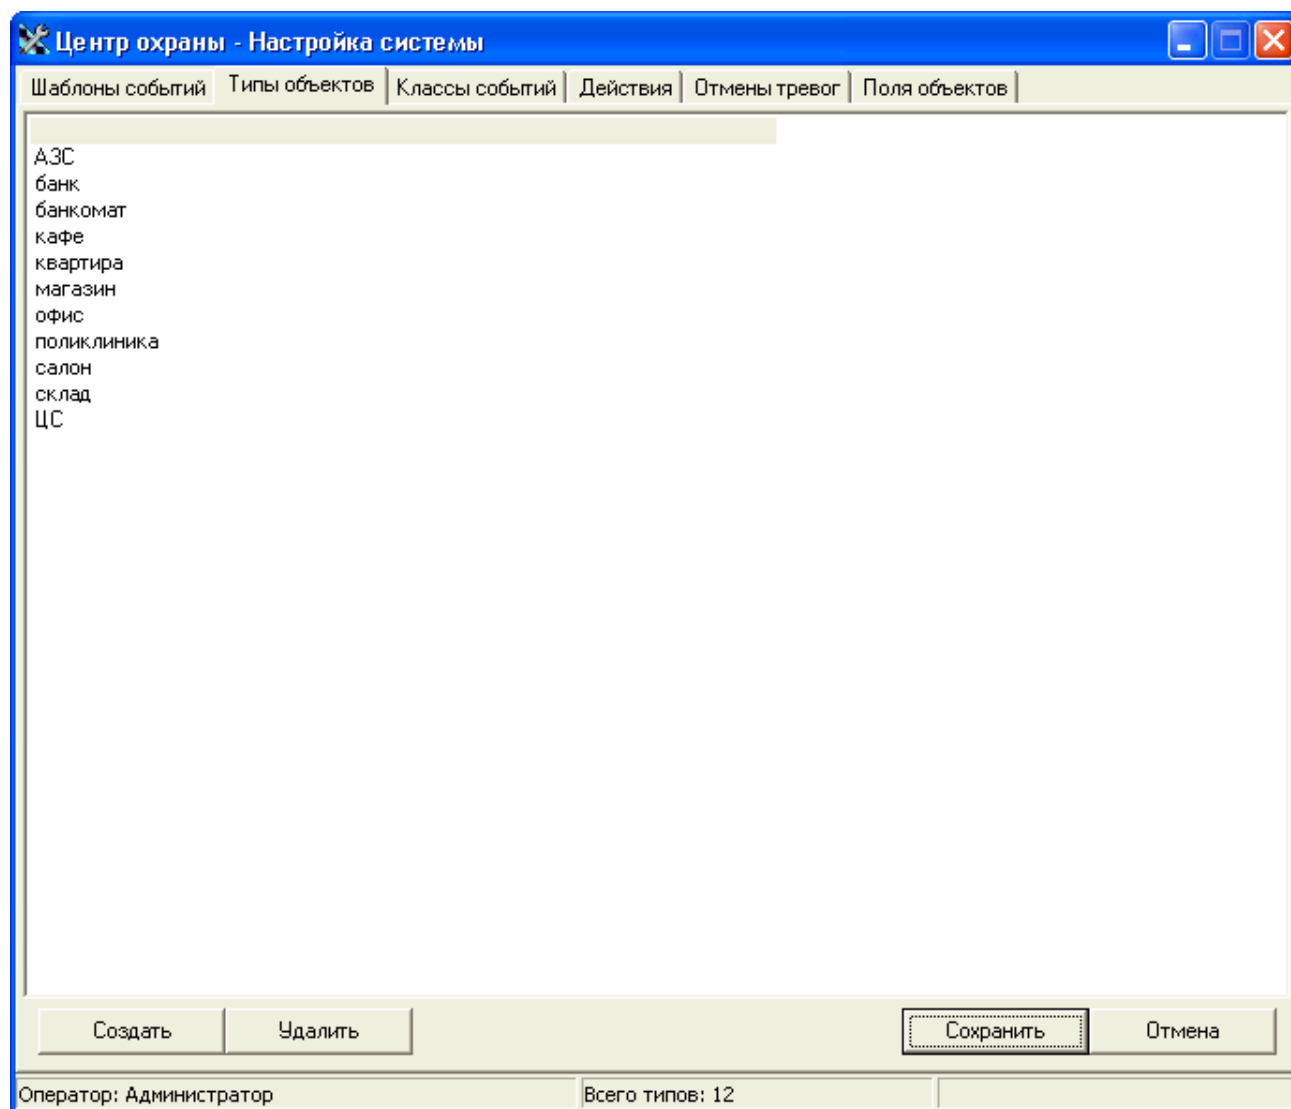 Центр охраны - Настройка системы
Шаблоны событий Типы объектов Классы событий Действия Отмены тревог Поля объектов
АЗС
банк
банкомат
кафе
квартира
магазин
офис
поликлиника
салон
склад
ЦС
Создать Удалить Сохранить Отмена
Оператор: Администратор Всего типов: 12